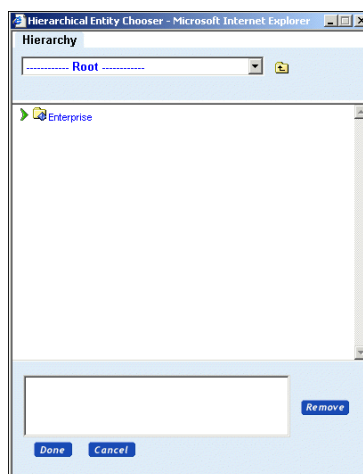 Hierarchical Entity Chooser - Microsoft Internet Explorer
Hierarchy
------------ Root ------------
Enterprise
Remove
Done Cancel